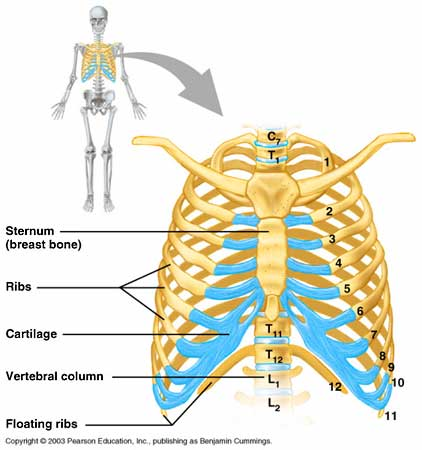 C7
T1
1
2
Sternum
(breast bone)
3
4
Ribs
5
6
Cartilage
T11
7
T12
8
9
Vertebral column
L1
12
10
L2
11
Floating ribs
Copyright © 2003 Pearson Education, Inc., publishing as Benjamin Cummings.